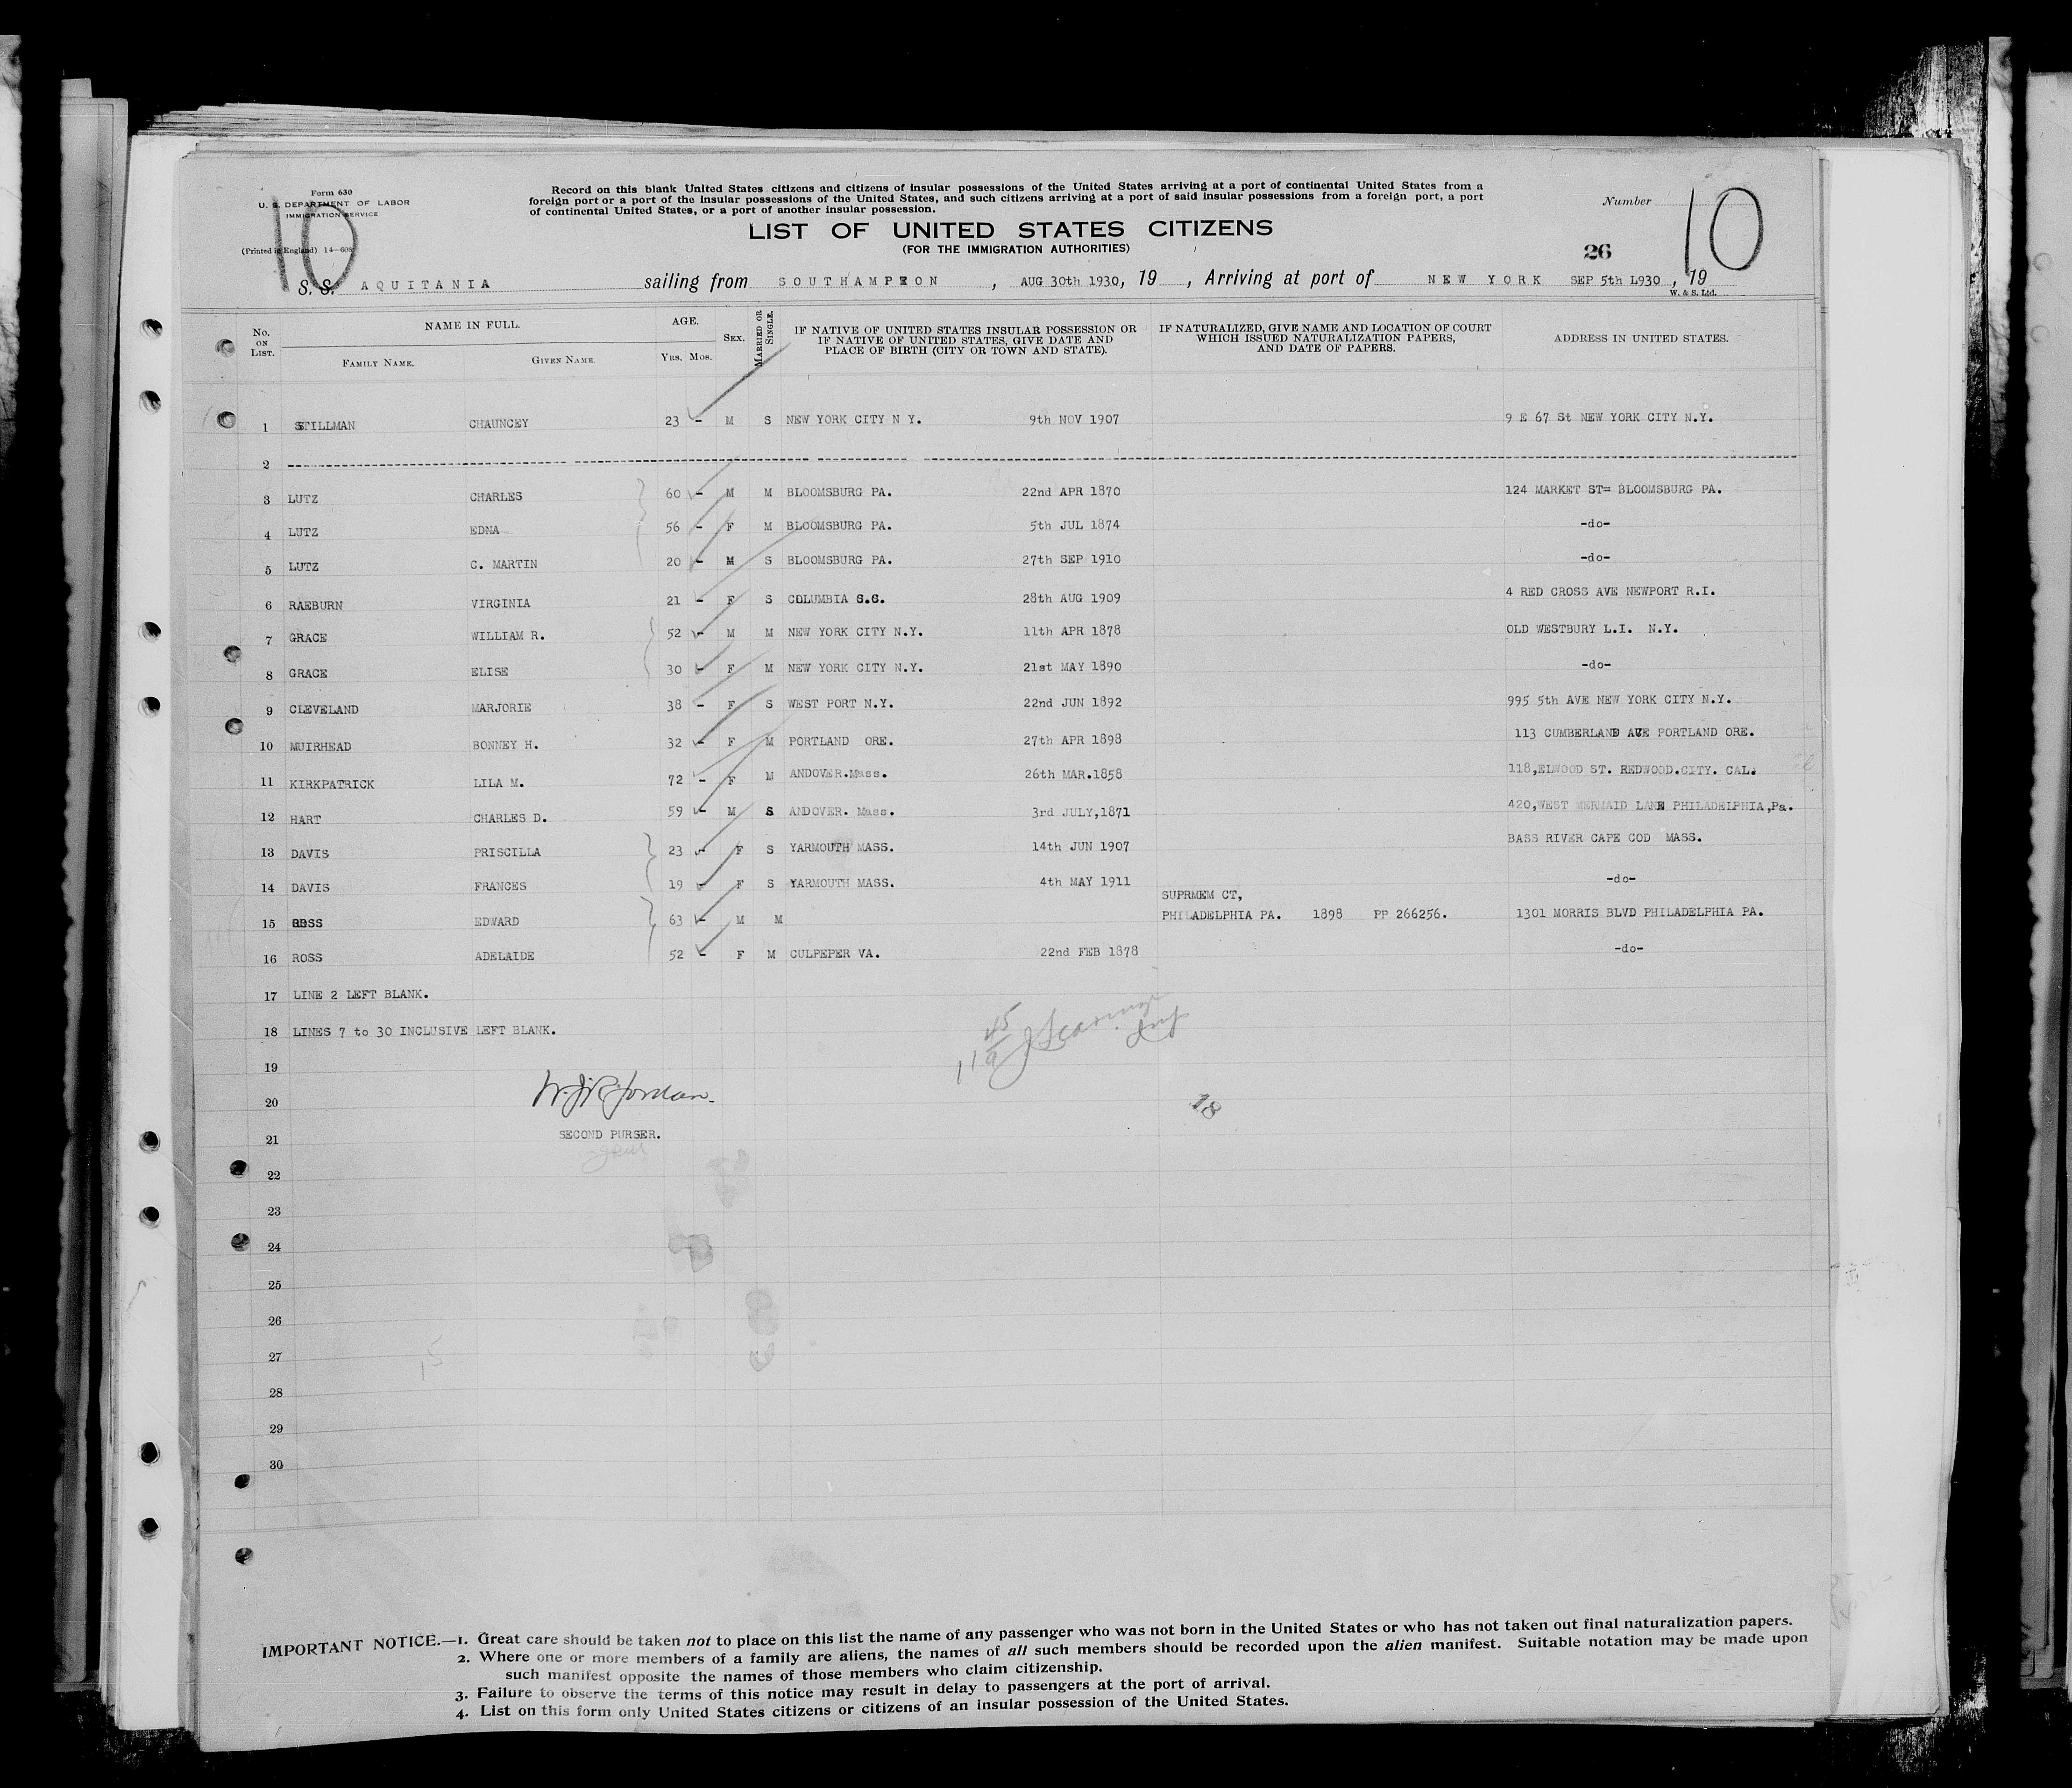 Form 630
U. S. DEPARTMENT OF LABOR
IMMIGRATION SERVICE
(Printed in England) 14—608
10
Record on this blank United States citizens and citizens of insular possessions of the United States arriving at a port of continental United States from a
foreign port or a port of the insular possessions of the United States, and such citizens arriving at a port of said insular possessions from a foreign port, a port
of continental United States, or a port of another insular possession.
Number 10
LIST OF UNITED STATES CITIZENS
(FOR THE IMMIGRATION AUTHORITIES)
26
S. S. AQUITANIA sailing from SOUTHAMPTON , AUG 30th 1930, 19 , Arriving at port of NEW YORK SEP 5th L930 , 19
W. & S. Ltd.
No. ON LIST. NAME IN FULL. FAMILY NAME. GIVEN NAME. AGE. YRS. MOS. SEX. MARRIED OR SINGLE. IF NATIVE OF UNITED STATES INSULAR POSSESSION OR IF NATIVE OF UNITED STATES, GIVE DATE AND PLACE OF BIRTH (CITY OR TOWN AND STATE). IF NATURALIZED, GIVE NAME AND LOCATION OF COURT WHICH ISSUED NATURALIZATION PAPERS, AND DATE OF PAPERS. ADDRESS IN UNITED STATES.
1 STILLMAN CHAUNCEY 23 - M S NEW YORK CITY N Y. 9th NOV 1907 9 E 67 St NEW YORK CITY N.Y.
2
3 LUTZ CHARLES 60 - M M BLOOMSBURG PA. 22nd APR 1870 124 MARKET ST= BLOOMSBURG PA.
4 LUTZ EDNA 56 - F M BLOOMSBURG PA. 5th JUL 1874 -do-
5 LUTZ C. MARTIN 20 - M S BLOOMSBURG PA. 27th SEP 1910 -do-
6 RAEBURN VIRGINIA 21 - F S COLUMBIA S.C. 28th AUG 1909 4 RED CROSS AVE NEWPORT R.I.
7 GRACE WILLIAM R. 52 - M M NEW YORK CITY N.Y. 11th APR 1878 OLD WESTBURY L.I. N.Y.
8 GRACE ELISE 30 - F M NEW YORK CITY N.Y. 21st MAY 1890 -do-
9 CLEVELAND MARJORIE 38 - F S WEST PORT N.Y. 22nd JUN 1892 995 5th AVE NEW YORK CITY N.Y.
10 MUIRHEAD BONNEY H. 32 - F M PORTLAND ORE. 27th APR 1898 113 CUMBERLAND AVE PORTLAND ORE.
11 KIRKPATRICK LILA M. 72 - F M ANDOVER.Mass. 26th MAR.1858 118,ELWOOD ST. REDWOOD.CITY. CAL.
12 HART CHARLES D. 59 - M S ANDOVER. Mass. 3rd JULY,1871 420,WEST MERMAID LANE PHILADELPHIA,Pa.
13 DAVIS PRISCILLA 23 - F S YARMOUTH MASS. 14th JUN 1907 BASS RIVER CAPE COD MASS.
14 DAVIS FRANCES 19 - F S YARMOUTH MASS. 4th MAY 1911 -do-
SUPRMEM CT,
15 ROSS EDWARD 63 - M M PHILADELPHIA PA. 1898 PP 266256. 1301 MORRIS BLVD PHILADELPHIA PA.
16 ROSS ADELAIDE 52 - F M CULPEPER VA. 22nd FEB 1878 -do-
17 LINE 2 LEFT BLANK.
18 LINES 7 to 30 INCLUSIVE LEFT BLANK.
19
20 W. J. R. Jordan.
18
21 SECOND PURSER.
22
23
24
25
26
27
15
28
29
30
IMPORTANT NOTICE.—1. Great care should be taken not to place on this list the name of any passenger who was not born in the United States or who has not taken out final naturalization papers.
2. Where one or more members of a family are aliens, the names of all such members should be recorded upon the alien manifest. Suitable notation may be made upon
such manifest opposite the names of those members who claim citizenship.
3. Failure to observe the terms of this notice may result in delay to passengers at the port of arrival.
4. List on this form only United States citizens or citizens of an insular possession of the United States.